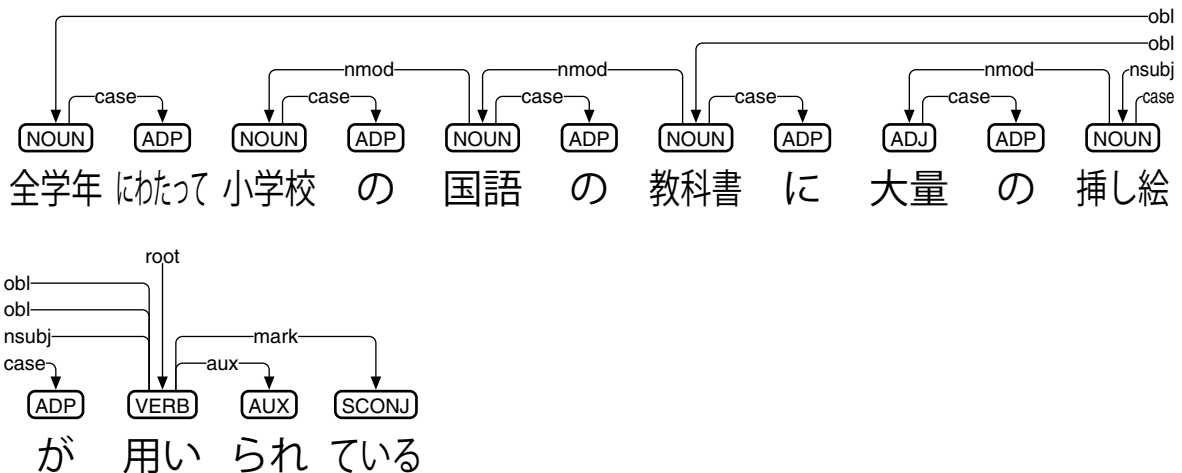 obl
obl
nmod nmod nmod nsubj
case case case case case case
NOUN ADP NOUN ADP NOUN ADP NOUN ADP ADJ ADP NOUN
全学年 にわたって 小学校 の 国語 の 教科書 に 大量 の 挿し絵
root
obl
obl
nsubj mark
case aux
ADP VERB AUX SCONJ
が 用い られ ている